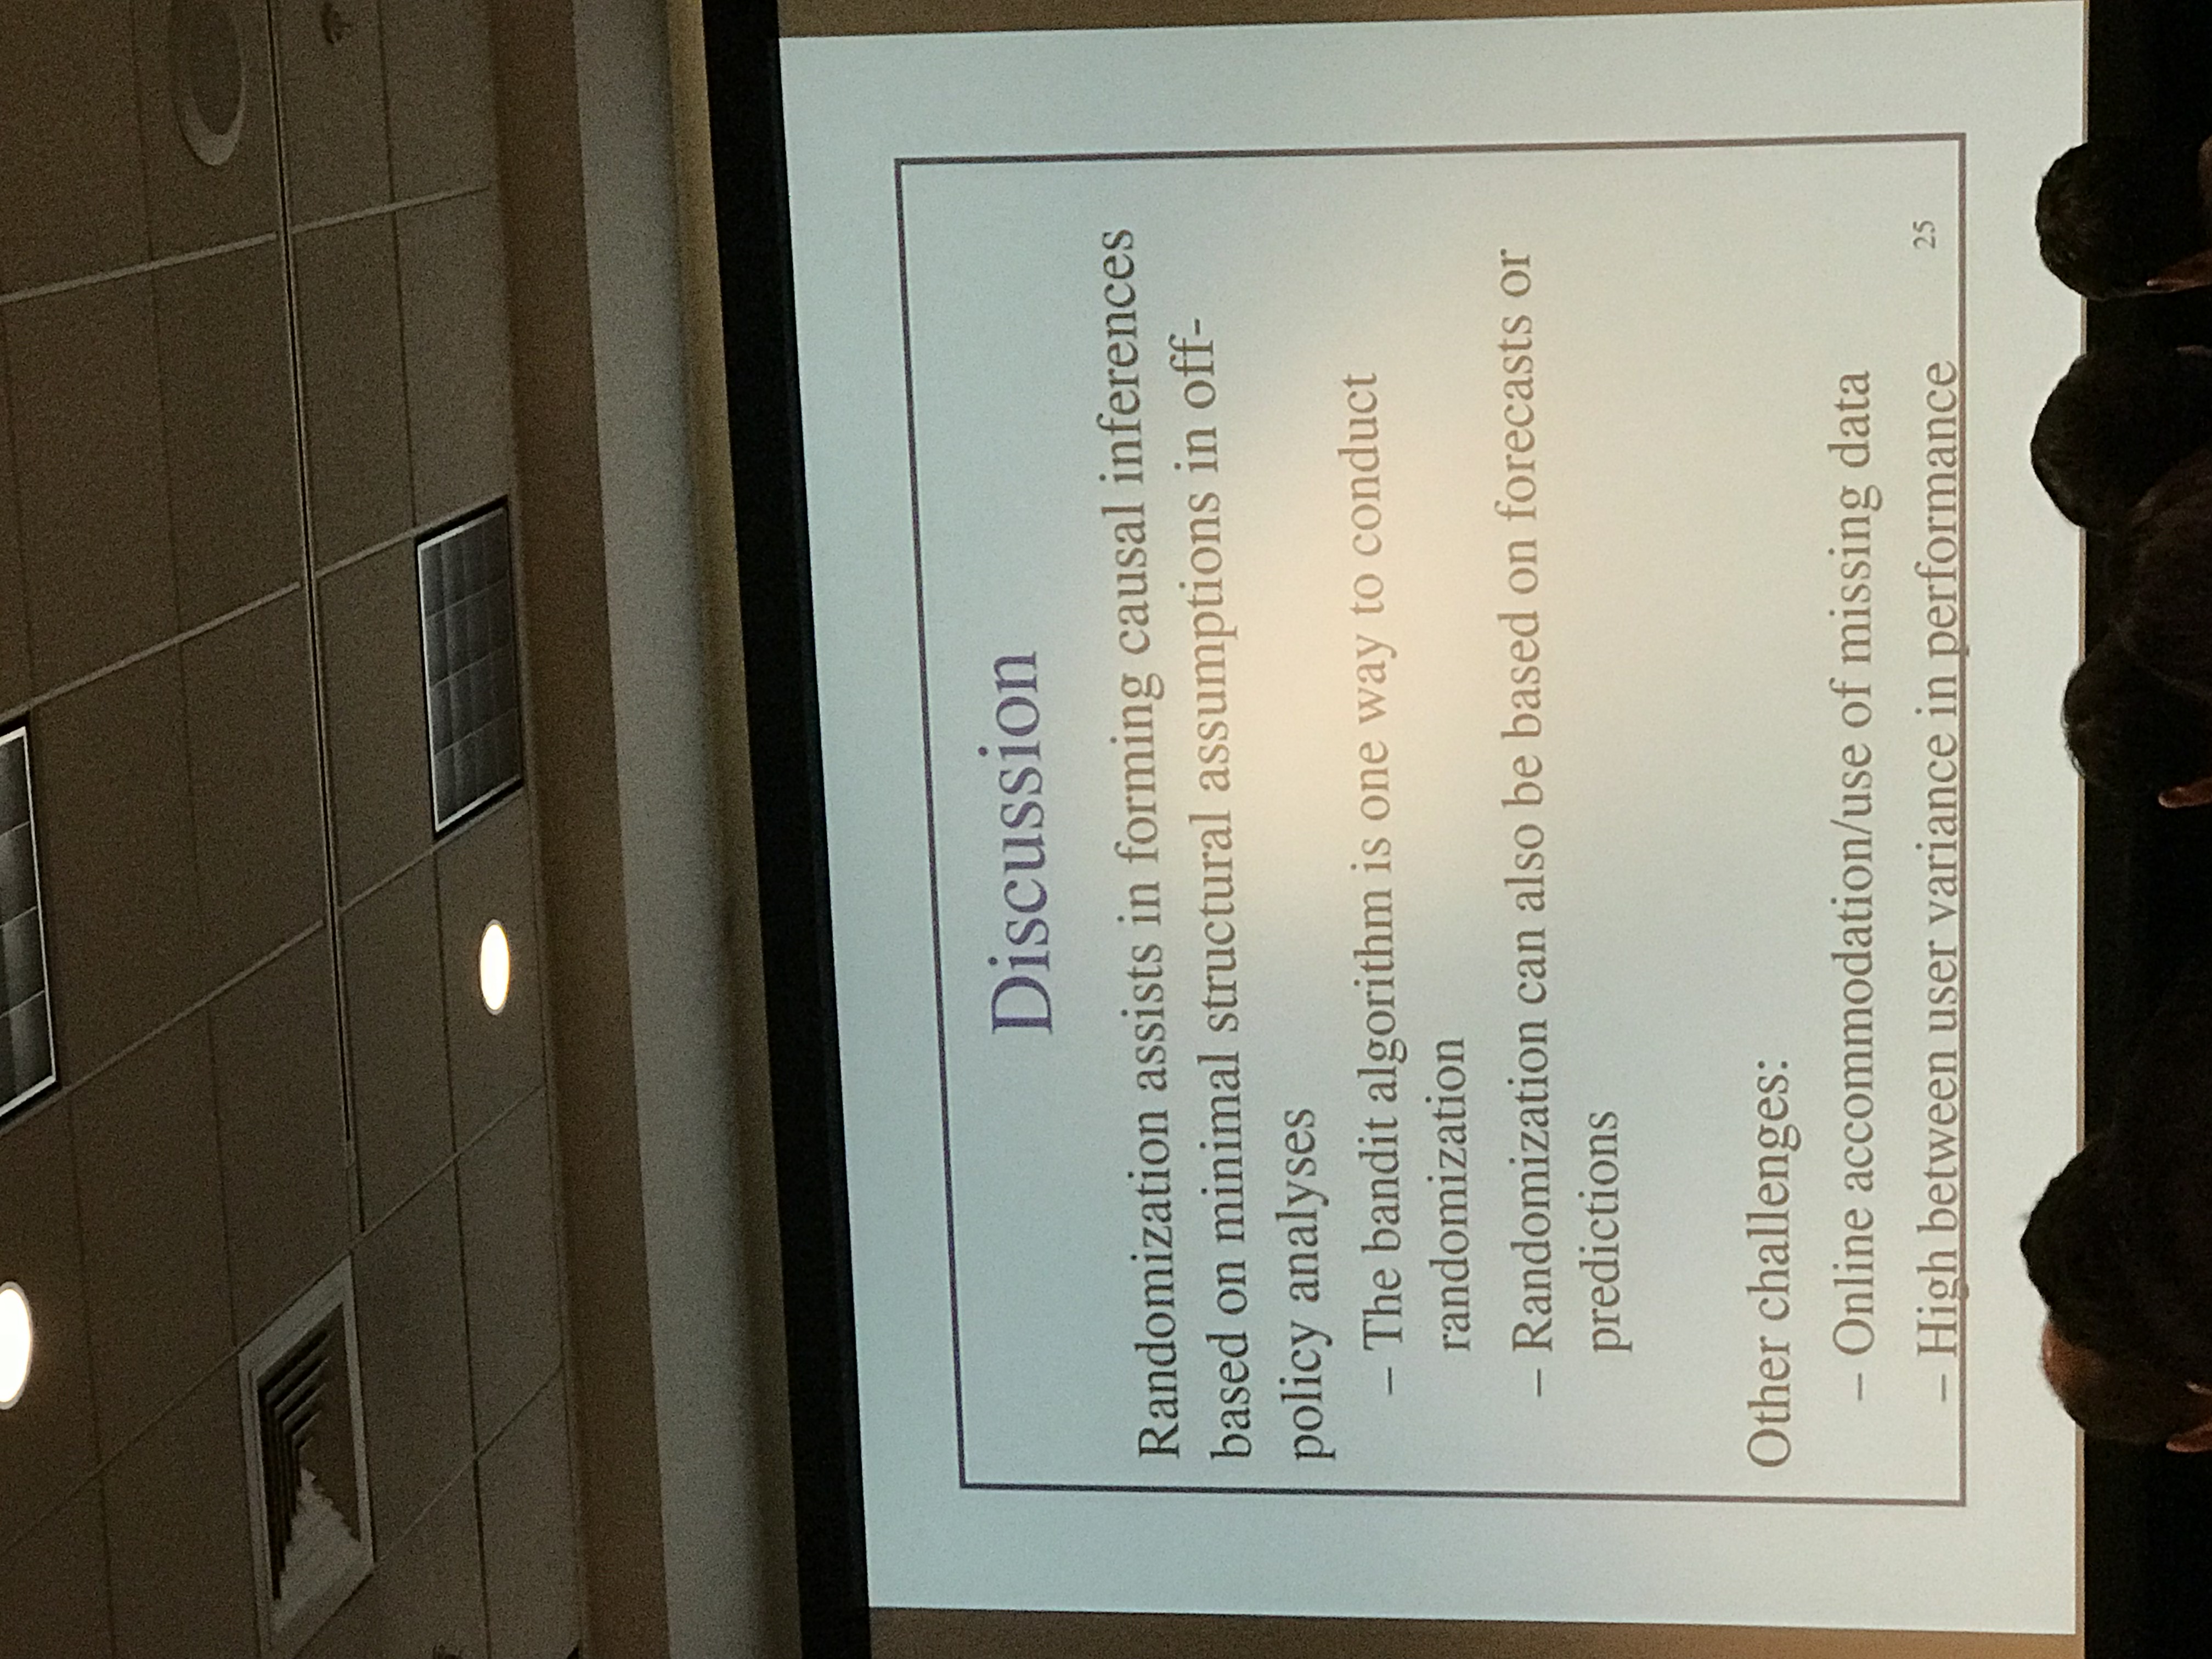 Discussion
Randomization assists in forming causal inferences
based on minimal structural assumptions in off-
policy analyses
– The bandit algorithm is one way to conduct
randomization
– Randomization can also be based on forecasts or
predictions
Other challenges:
– Online accommodation/use of missing data
– High between user variance in performance
25